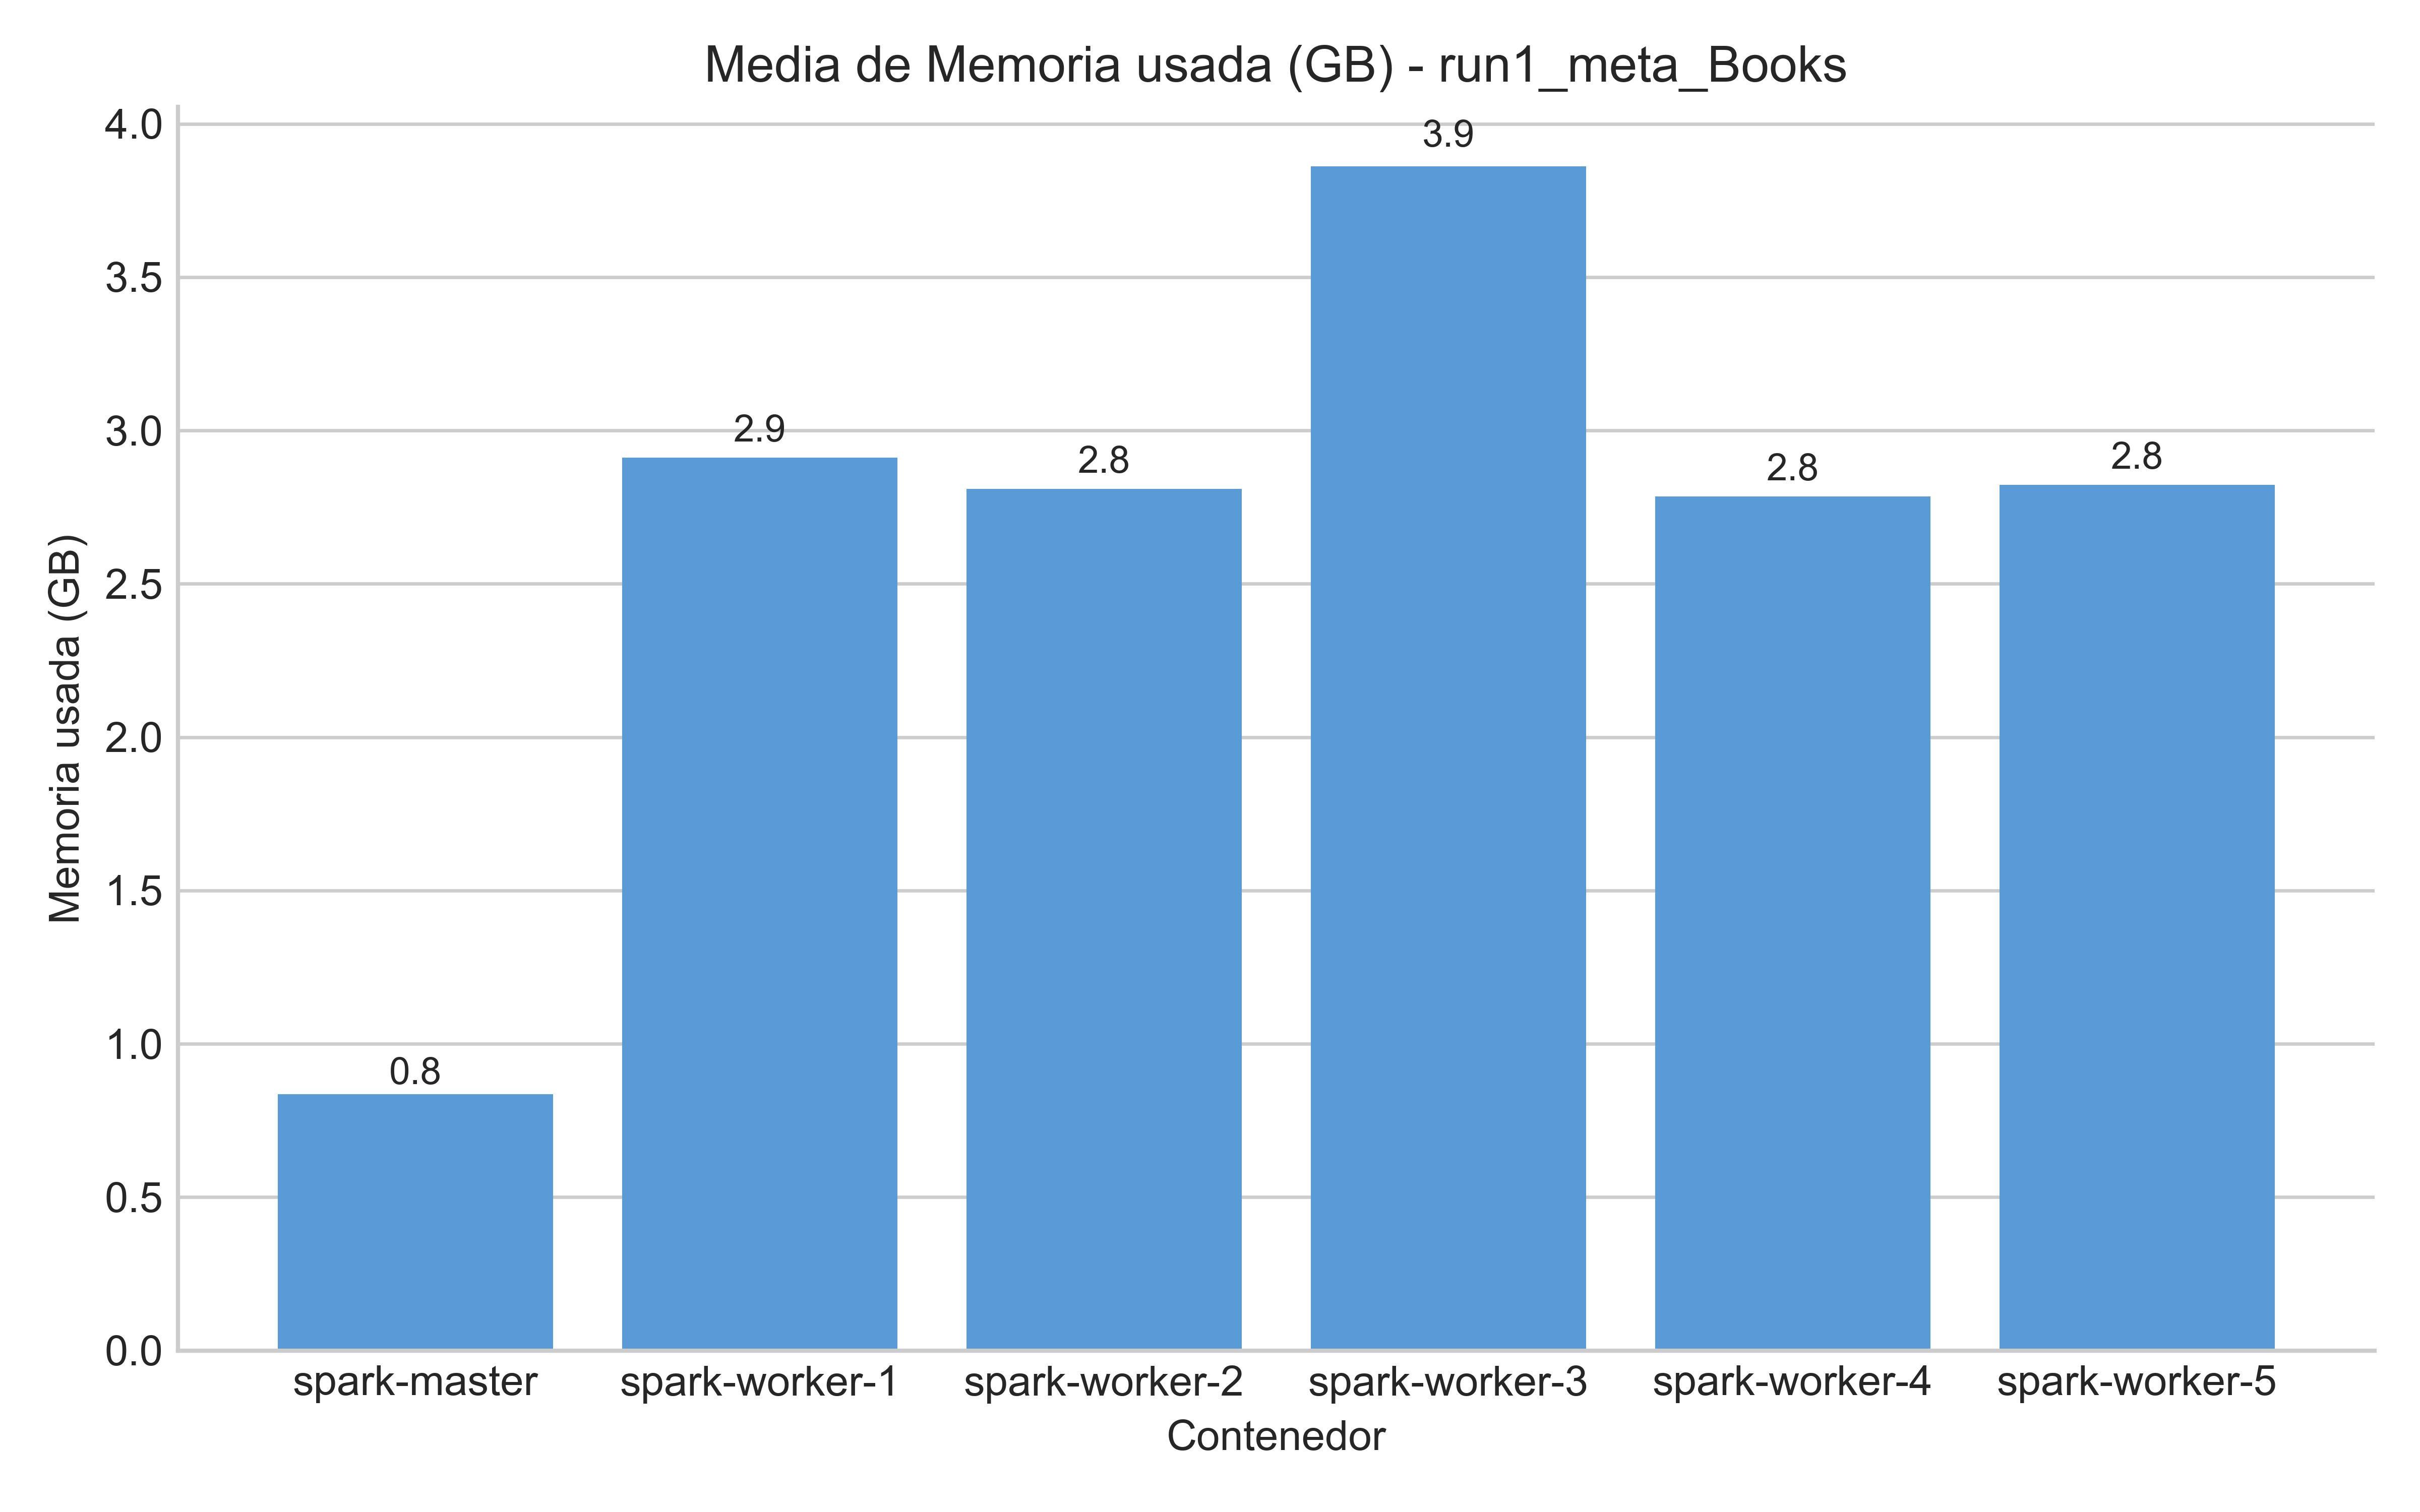 Media de Memoria usada (GB) - run1_meta_Books
4.0
3.5
3.0
2.5
2.0
1.5
1.0
0.5
0.0
Memoria usada (GB)
0.8
2.9
2.8
3.9
2.8
2.8
spark-master
spark-worker-1
spark-worker-2
spark-worker-3
spark-worker-4
spark-worker-5
Contenedor